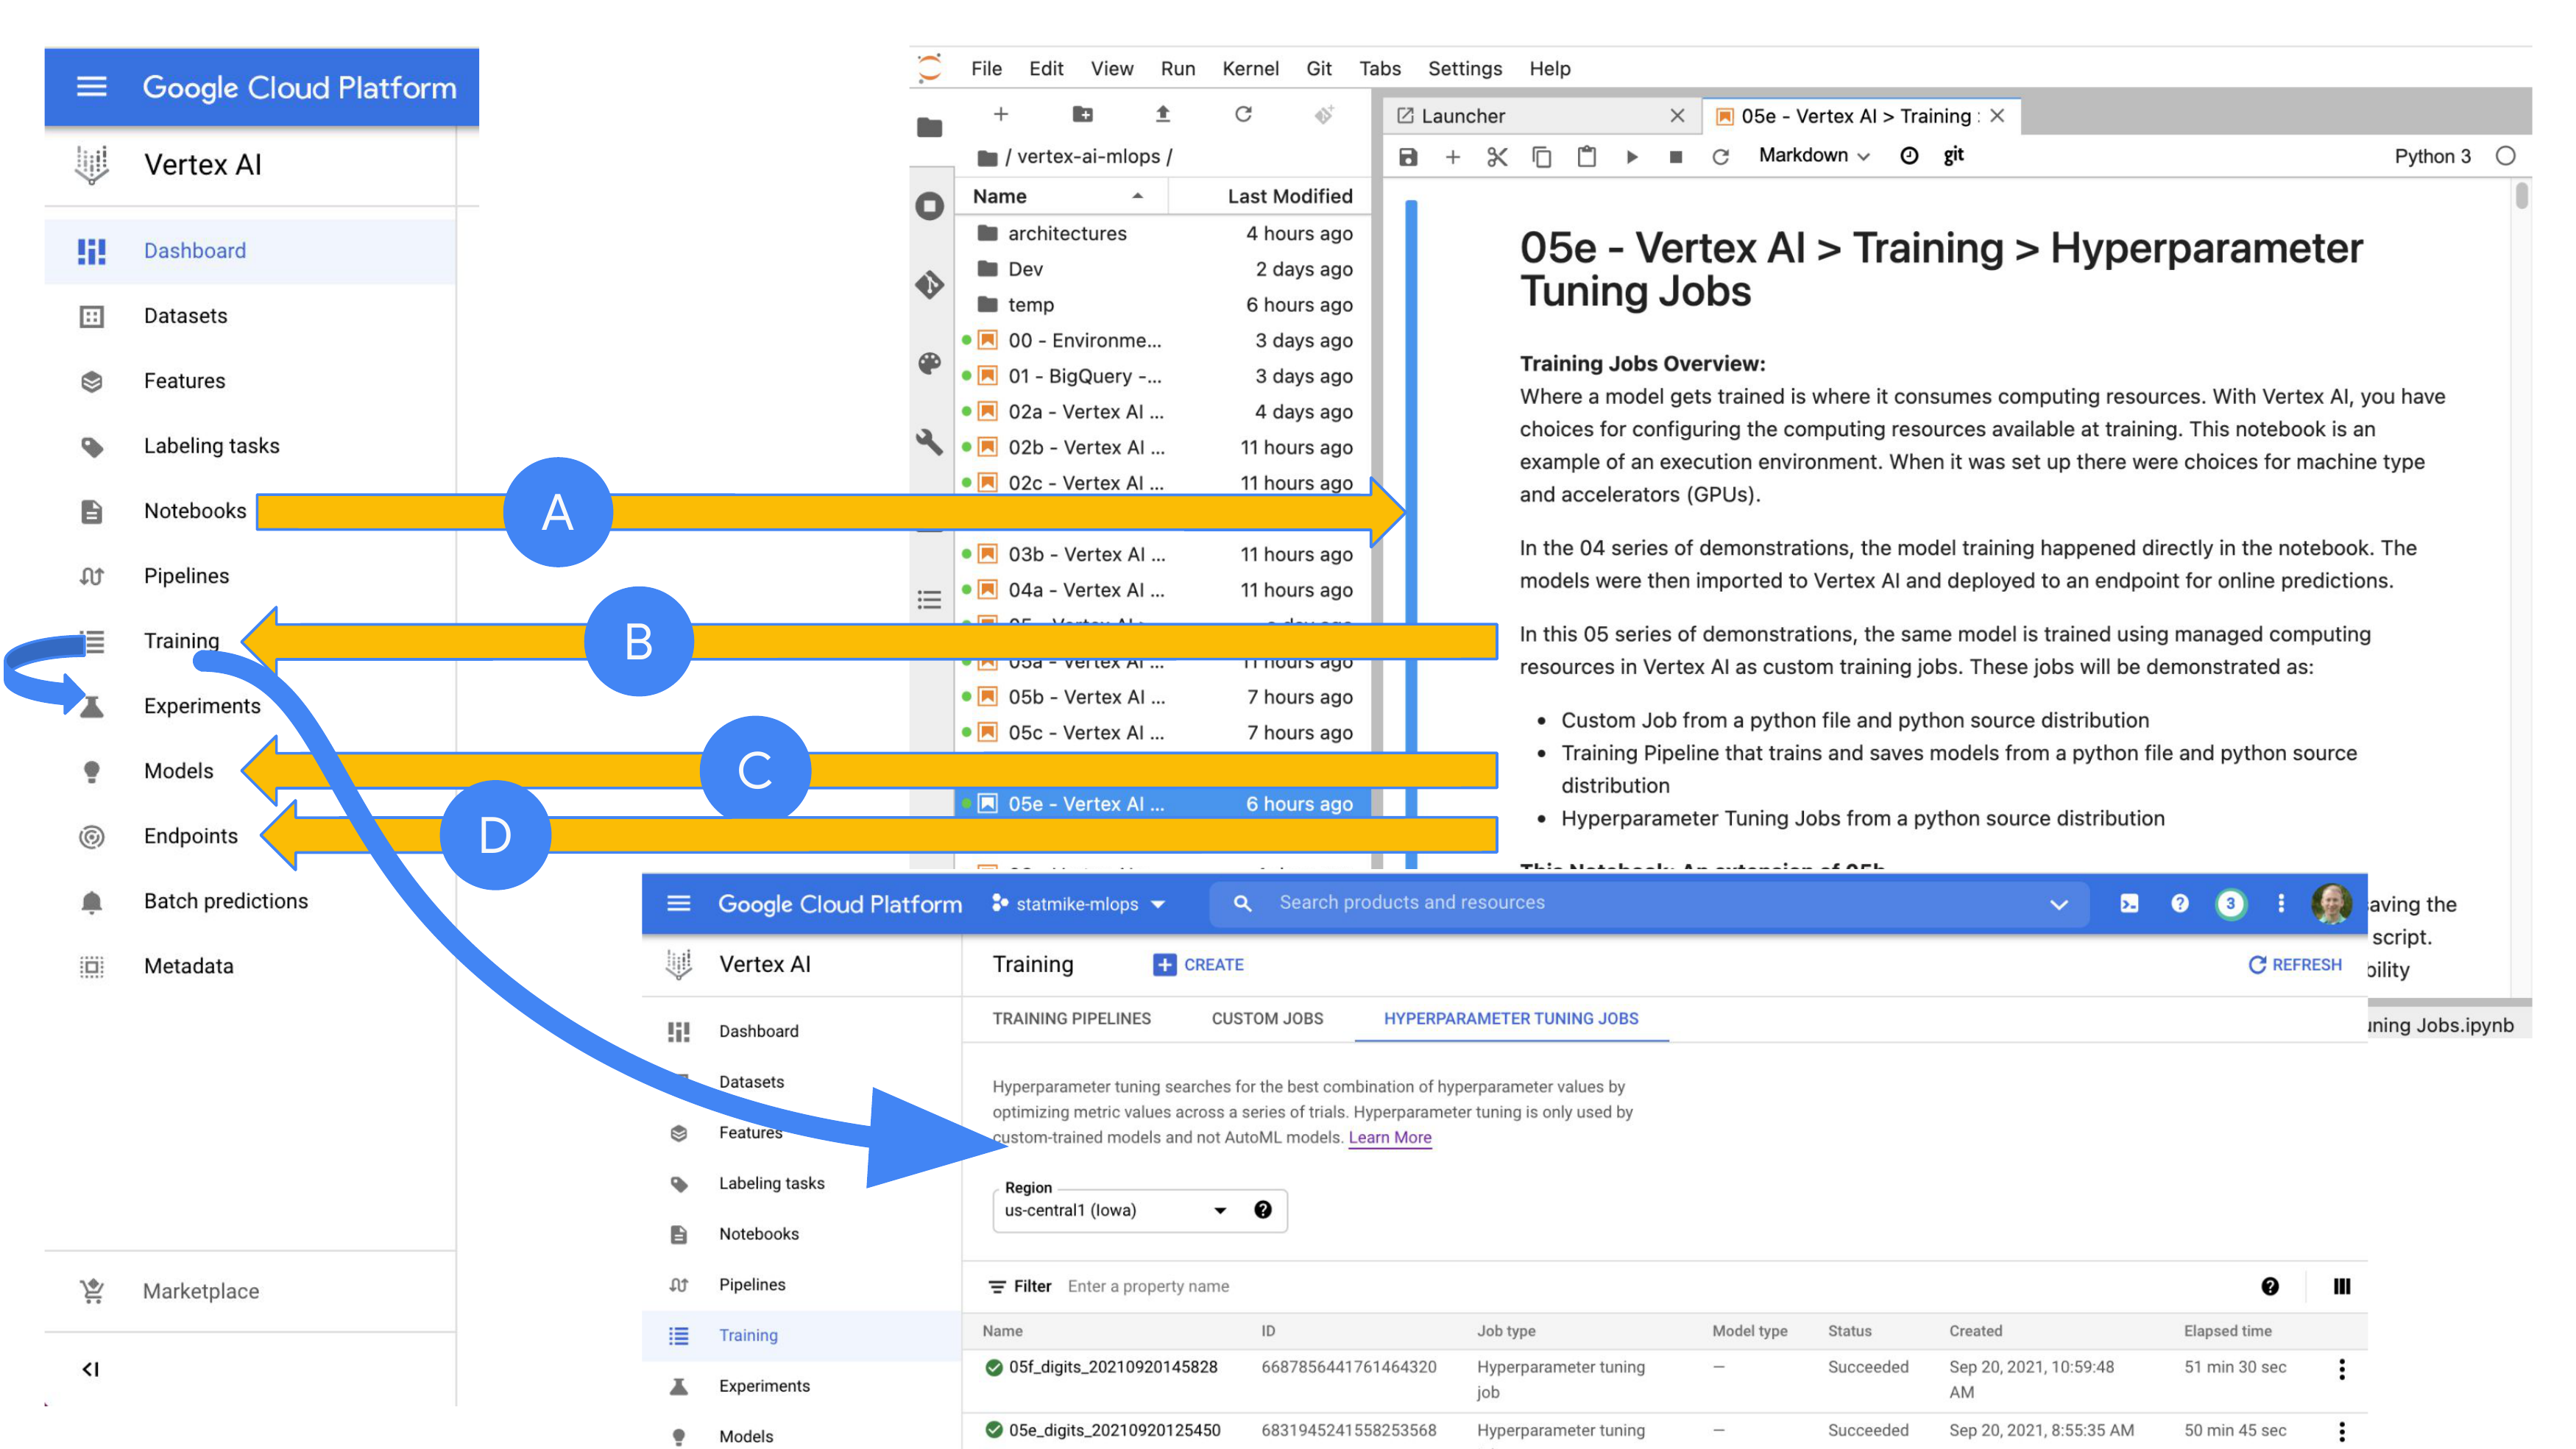 Google Cloud Platform
Vertex AI
Dashboard
Datasets
Features
Labeling tasks
Notebooks
Pipelines
Training
Experiments
Models
Endpoints
Batch predictions
Metadata
Marketplace
A
B
C
D
File Edit View Run Kernel Git Tabs Settings Help
/ vertex-ai-mlops /
Name Last Modified
architectures 4 hours ago
Dev 2 days ago
temp 6 hours ago
00 - Environme... 3 days ago
01 - BigQuery -... 3 days ago
02a - Vertex AI ... 4 days ago
02b - Vertex AI ... 11 hours ago
02c - Vertex AI ... 11 hours ago
03b - Vertex AI ... 11 hours ago
04a - Vertex AI ... 11 hours ago
05a - Vertex AI ... 11 hours ago
05b - Vertex AI ... 7 hours ago
05c - Vertex AI ... 7 hours ago
05e - Vertex AI ... 6 hours ago
Launcher
05e - Vertex AI > Training :
Markdown git Python 3
05e - Vertex AI > Training > Hyperparameter
Tuning Jobs
Training Jobs Overview:
Where a model gets trained is where it consumes computing resources. With Vertex AI, you have
choices for configuring the computing resources available at training. This notebook is an
example of an execution environment. When it was set up there were choices for machine type
and accelerators (GPUs).
In the 04 series of demonstrations, the model training happened directly in the notebook. The
models were then imported to Vertex AI and deployed to an endpoint for online predictions.
In this 05 series of demonstrations, the same model is trained using managed computing
resources in Vertex AI as custom training jobs. These jobs will be demonstrated as:
• Custom Job from a python file and python source distribution
• Training Pipeline that trains and saves models from a python file and python source
distribution
• Hyperparameter Tuning Jobs from a python source distribution
This Notebook: An extension of 05b
aving the
script.
bility
uning Jobs.ipynb
Google Cloud Platform statmike-mlops Search products and resources 3
Vertex AI
Dashboard
Datasets
Features
Labeling tasks
Notebooks
Pipelines
Training
Experiments
Models
Training CREATE REFRESH
TRAINING PIPELINES CUSTOM JOBS HYPERPARAMETER TUNING JOBS
Hyperparameter tuning searches for the best combination of hyperparameter values by
optimizing metric values across a series of trials. Hyperparameter tuning is only used by
custom-trained models and not AutoML models. Learn More
Region
us-central1 (Iowa)
Filter Enter a property name
Name ID Job type Model type Status Created Elapsed time
05f_digits_20210920145828 6687856441761464320 Hyperparameter tuning — Succeeded Sep 20, 2021, 10:59:48 51 min 30 sec
job AM
05e_digits_20210920125450 6831945241558253568 Hyperparameter tuning — Succeeded Sep 20, 2021, 8:55:35 AM 50 min 45 sec